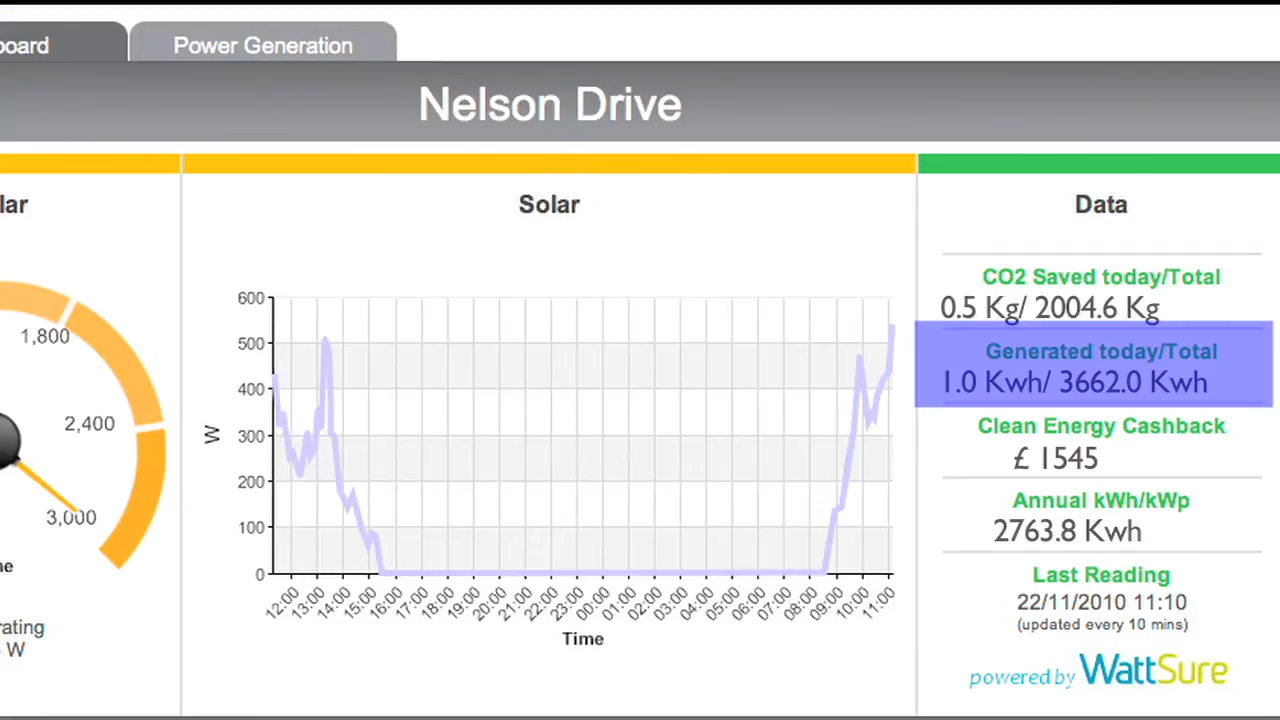 board
Power Generation
Nelson Drive
lar
Solar
Data
CO2 Saved today/Total
0.5 Kg/ 2004.6 Kg
Generated today/Total
1.0 Kwh/ 3662.0 Kwh
Clean Energy Cashback
£ 1545
Annual kWh/kWp
2763.8 Kwh
Last Reading
22/11/2010 11:10
(updated every 10 mins)
powered by WattSure
1,800
2,400
3,000
ne
rating
W
600
500
400
300
200
100
0
W
12:00 13:00 14:00 15:00 16:00 17:00 18:00 19:00 20:00 21:00 22:00 23:00 00:00 01:00 02:00 03:00 04:00 05:00 06:00 07:00 08:00 09:00 10:00 11:00
Time